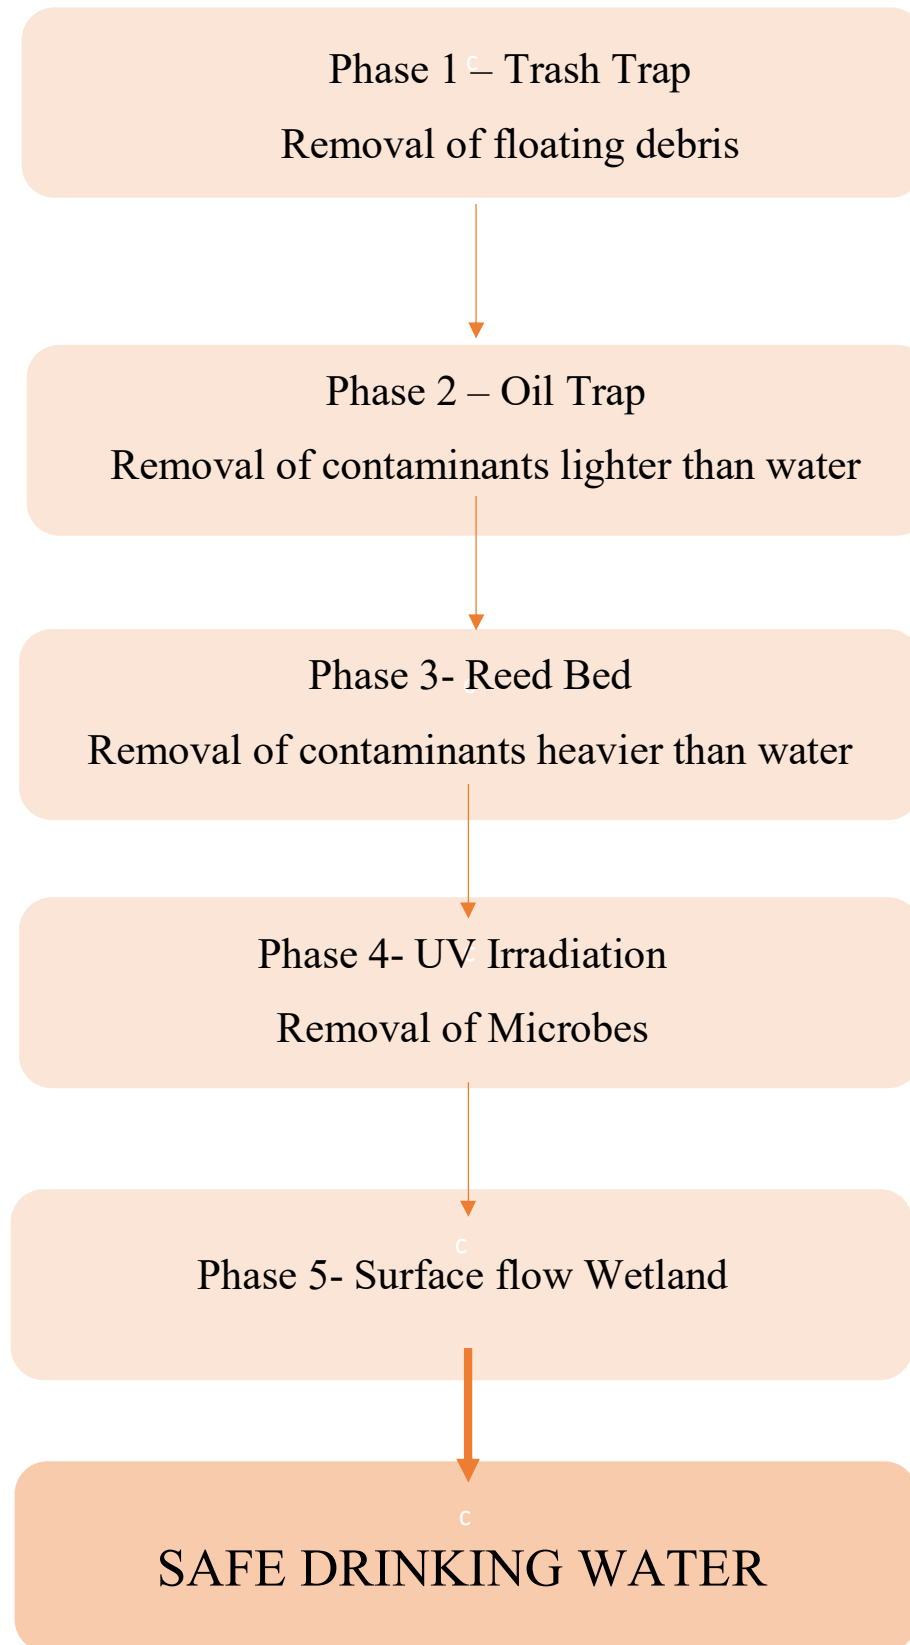 Phase 1 – Trash Trap
Removal of floating debris
Phase 2 – Oil Trap
Removal of contaminants lighter than water
Phase 3- Reed Bed
Removal of contaminants heavier than water
Phase 4- UV Irradiation
Removal of Microbes
c
Phase 5- Surface flow Wetland
c
SAFE DRINKING WATER